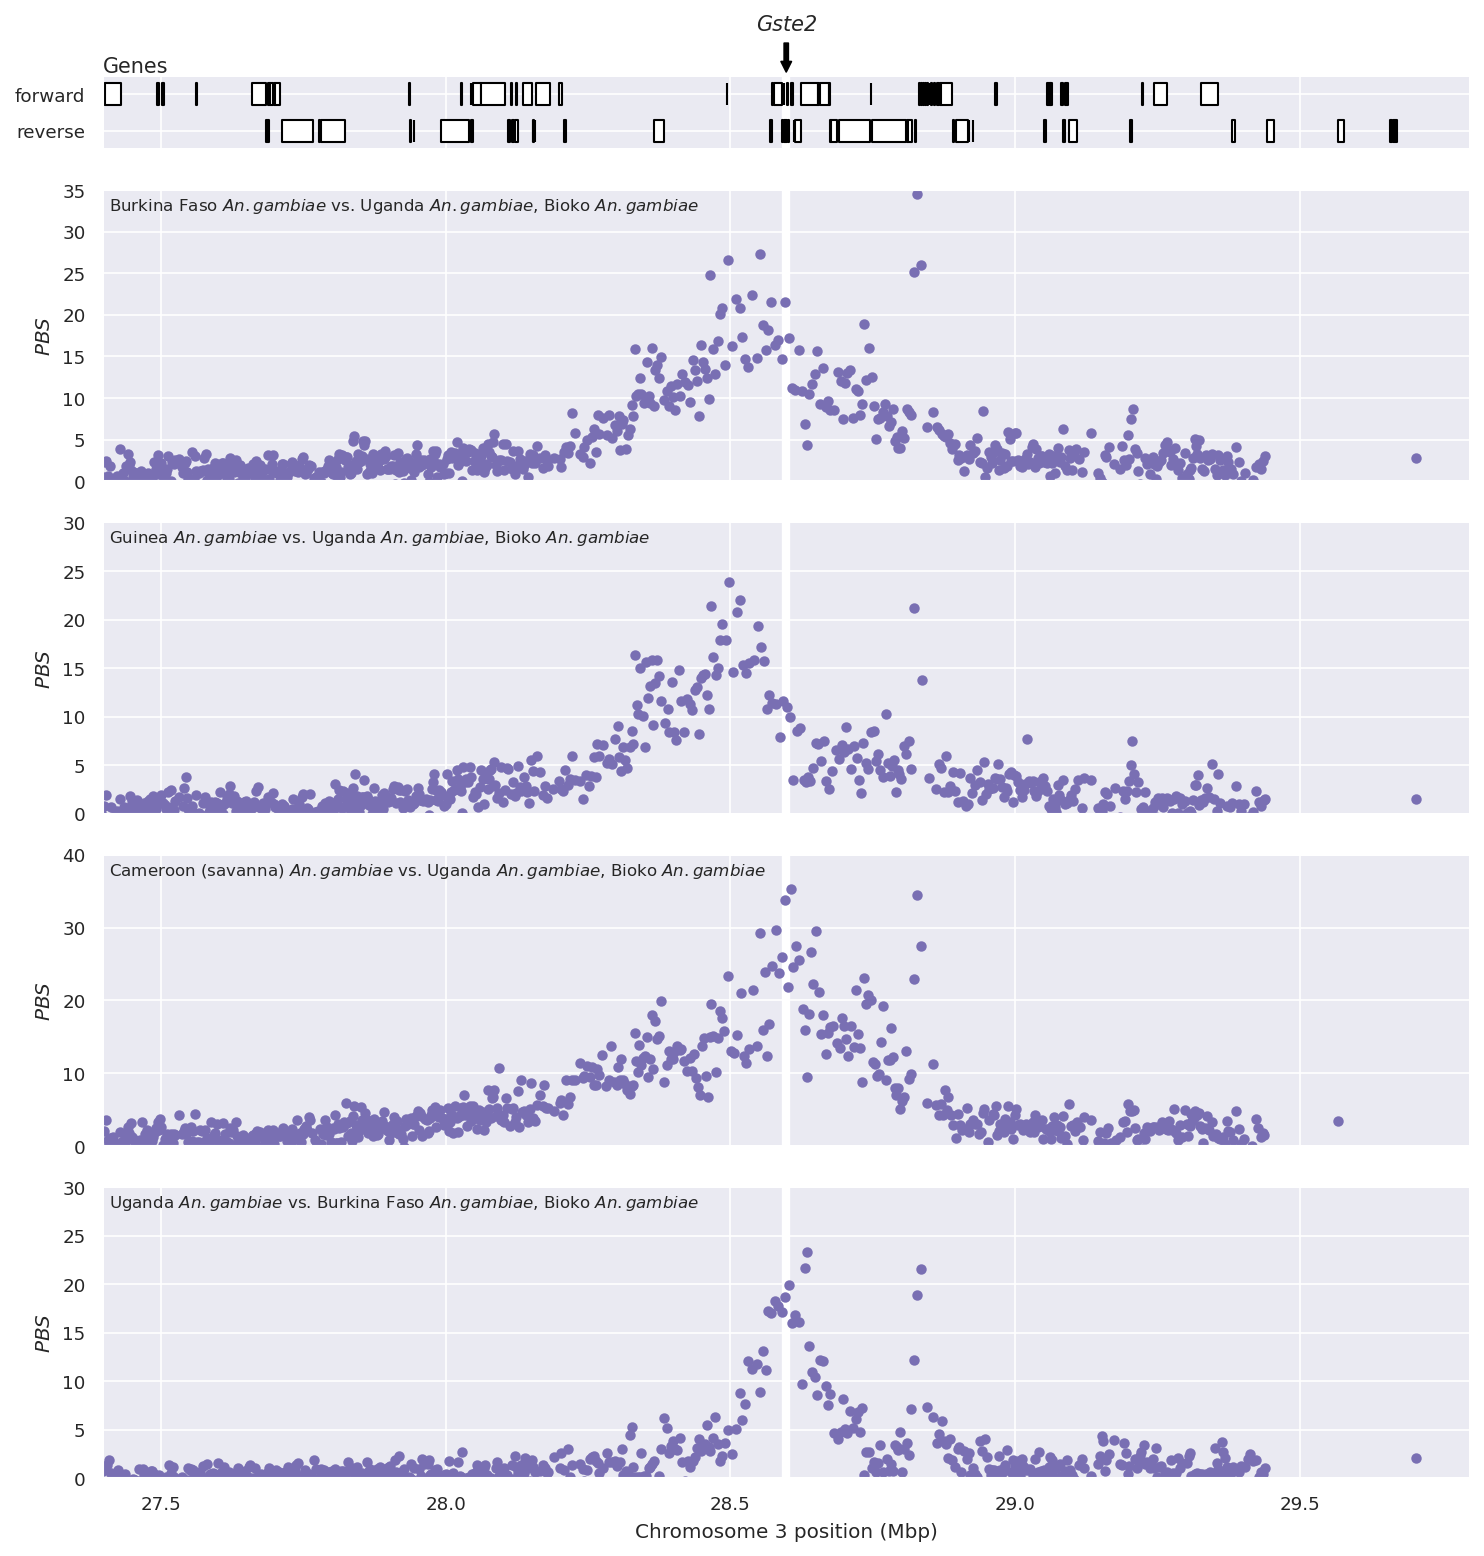 Gste2
Genes
forward
reverse
35
Burkina Faso An. gambiae vs. Uganda An. gambiae, Bioko An. gambiae
30
25
20
PBS
15
10
5
0
30
Guinea An. gambiae vs. Uganda An. gambiae, Bioko An. gambiae
25
20
PBS
15
10
5
0
40
Cameroon (savanna) An. gambiae vs. Uganda An. gambiae, Bioko An. gambiae
30
PBS
20
10
0
30
Uganda An. gambiae vs. Burkina Faso An. gambiae, Bioko An. gambiae
25
20
PBS
15
10
5
0
27.5 28.0 28.5 29.0 29.5
Chromosome 3 position (Mbp)